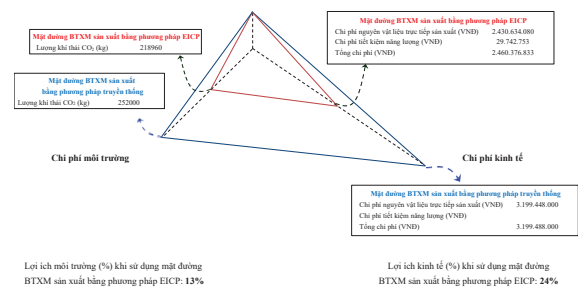 Mặt đường BTXM sản xuất bằng phương pháp EICP
Lượng khí thải CO₂ (kg) 218960
Mặt đường BTXM sản xuất bằng phương pháp EICP
Chi phí nguyên vật liệu trực tiếp sản xuất (VNĐ) 2.430.634.080
Chi phí tiết kiệm năng lượng (VNĐ) 29.742.753
Tổng chi phí (VNĐ) 2.460.376.833
Mặt đường BTXM sản xuất
bằng phương pháp truyền thống
Lượng khí thải CO₂ (kg) 252000
Chi phí môi trường
Chi phí kinh tế
Mặt đường BTXM sản xuất bằng phương pháp truyền thống
Chi phí nguyên vật liệu trực tiếp sản xuất (VNĐ) 3.199.448.000
Chi phí tiết kiệm năng lượng (VNĐ)
Tổng chi phí (VNĐ) 3.199.488.000
Lợi ích môi trường (%) khi sử dụng mặt đường
BTXM sản xuất bằng phương pháp EICP: 13%
Lợi ích kinh tế (%) khi sử dụng mặt đường
BTXM sản xuất bằng phương pháp EICP: 24%